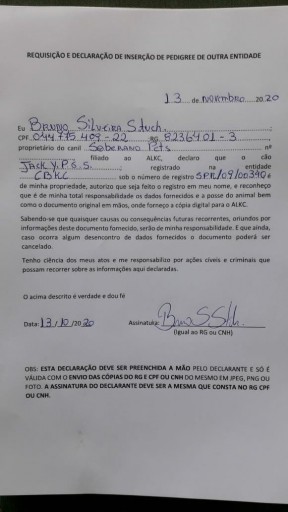 REQUISIÇÃO E DECLARAÇÃO DE INSERÇÃO DE PEDIGREE DE OUTRA ENTIDADE
13 de novembro 2020
Eu Bruno Silveira Stuch.
CPF 044775409-22 RG 8236401-3
proprietário do canil Soberano Pets nº
filiado ao ALKC, declara que o cão
Jack Y.P.S.S. registrado na entidade
CBKC sob o número de registro SPR/09/00390
de minha propriedade, autorizo que seja feito o registro em meu nome, e reconheço
que é de minha total responsabilidade os dados fornecidos e a posse do animal bem
como o documento original em mãos, onde forneço a cópia digital para o ALKC.
Sabendo-se que quaisquer causas ou consequências futuras recorrentes, oriundos por
informações deste documento fornecido, serão de minha responsabilidade. E que ainda,
caso ocorra algum desencontro de dados fornecidos o documento poderá ser
cancelado.
Tenho ciência dos meus atos e me responsabilizo por ações cíveis e criminais que
possam recorrer sobre as informações aqui declaradas.
O acima descrito é verdade e dou fé
Data: 13/10/2020 Assinatura:
(igual ao RG ou CNH)
OBS: ESTA DECLARAÇÃO DEVE SER PREENCHIDA A MÃO PELO DECLARANTE E SÓ É
VÁLIDA COM O ENVIO DAS CÓPIAS DO RG E CPF OU CNH DO MESMO EM JPEG, PNG OU
FOTO. A ASSINATURA DO DECLARANTE DEVE SER A MESMA QUE CONSTA NO RG CPF
OU CNH.